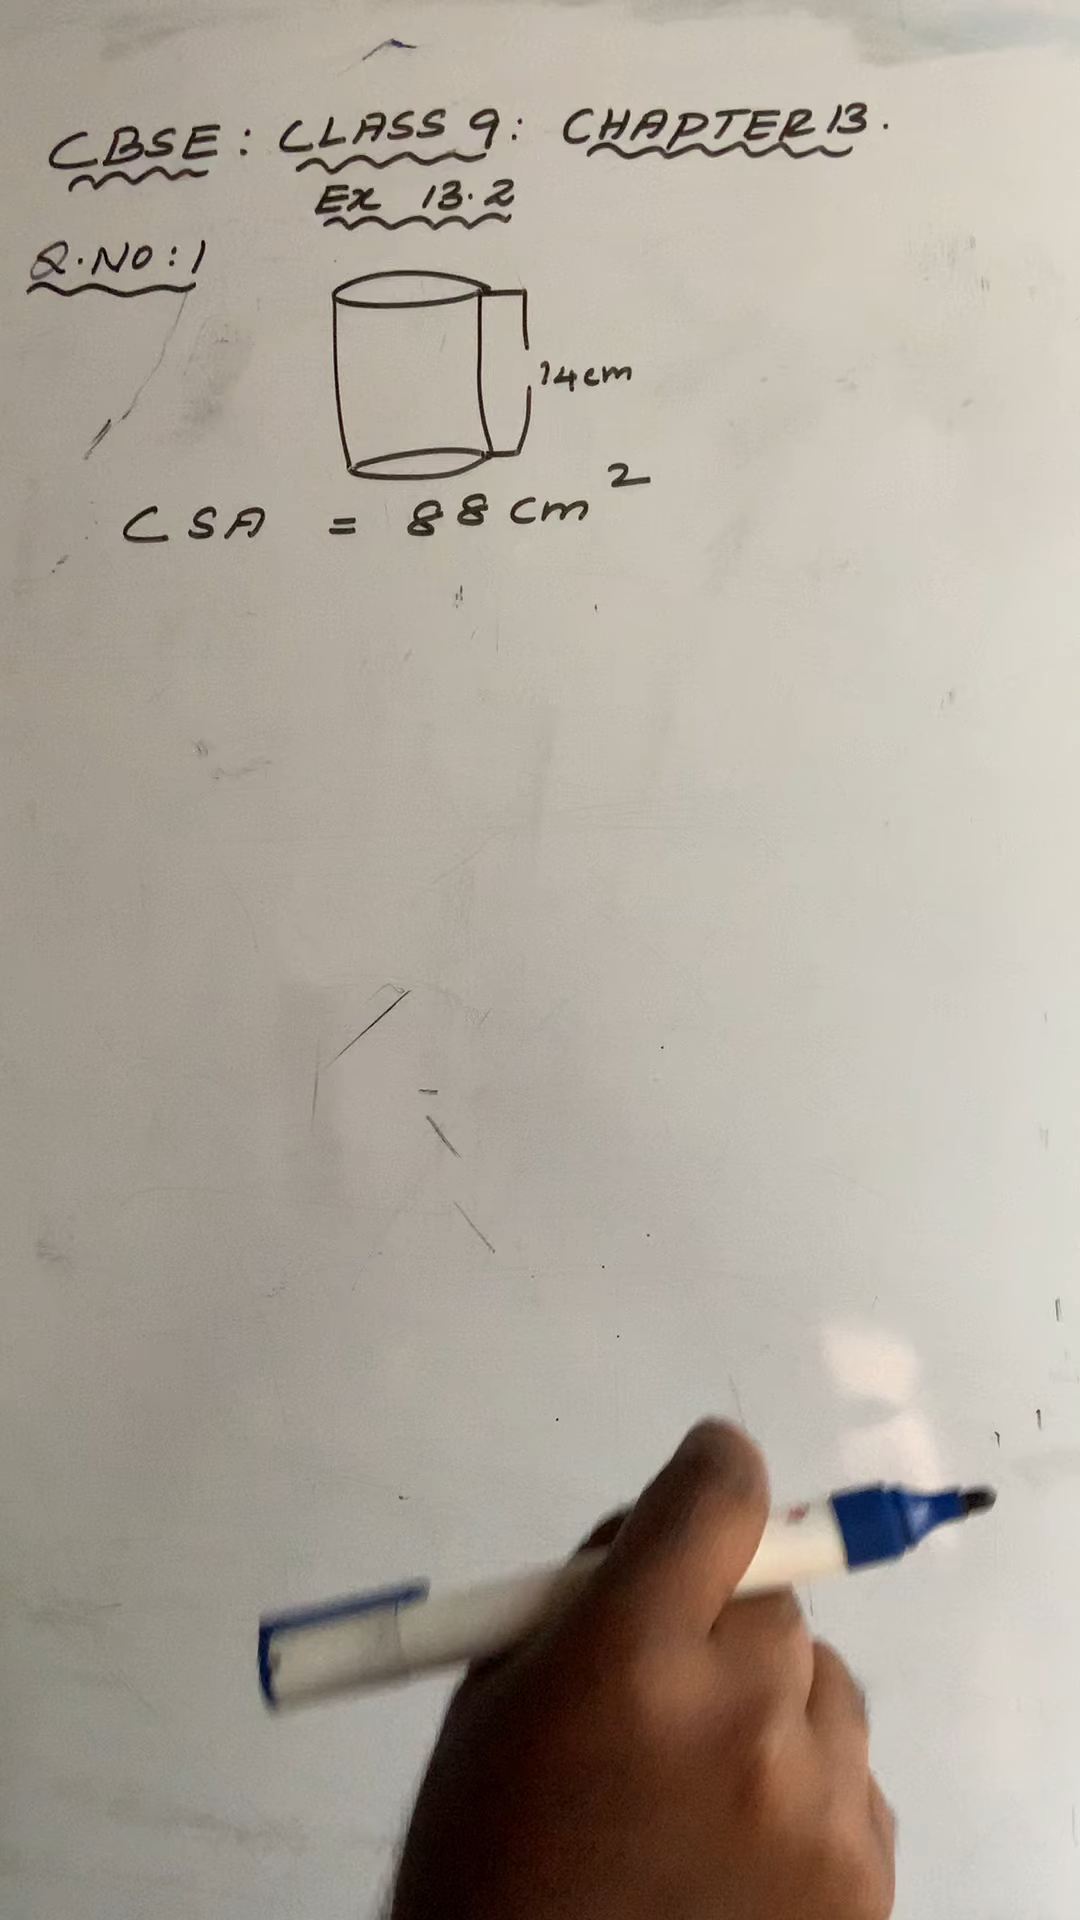 CBSE: CLASS 9: CHAPTER 13.
Ex 13.2
Q.NO:1
14cm
CSA = 88 cm²